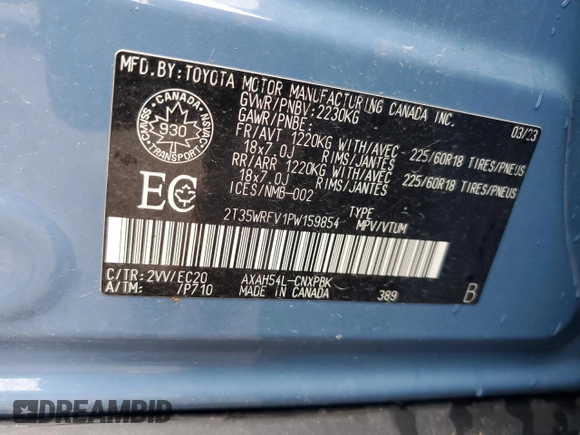 MFD.BY:TOYOTA MOTOR MANUFACTURING CANADA INC.
GVWR/PNBV:2230KG 03/23
GAWR/PNBE:
FR/AVT 1220KG WITH/AVEC 225/60R18 TIRES/PNEUS
18x7.0J RIMS/JANTES
RR/ARR 1220KG WITH/AVEC 225/60R18 TIRES/PNEUS
18x7.0J RIMS/JANTES
ICES/NMB-002
CANADA
CMVSS NSVAC
930
TRANSPORT
EC
2T35WRFV1PW159854 TYPE
MPV/VTUM
C/TR:2VV/EC20 AXAH54L-CNXPBK
A/TM: /P710 MADE IN CANADA 389 B
DREAMBID